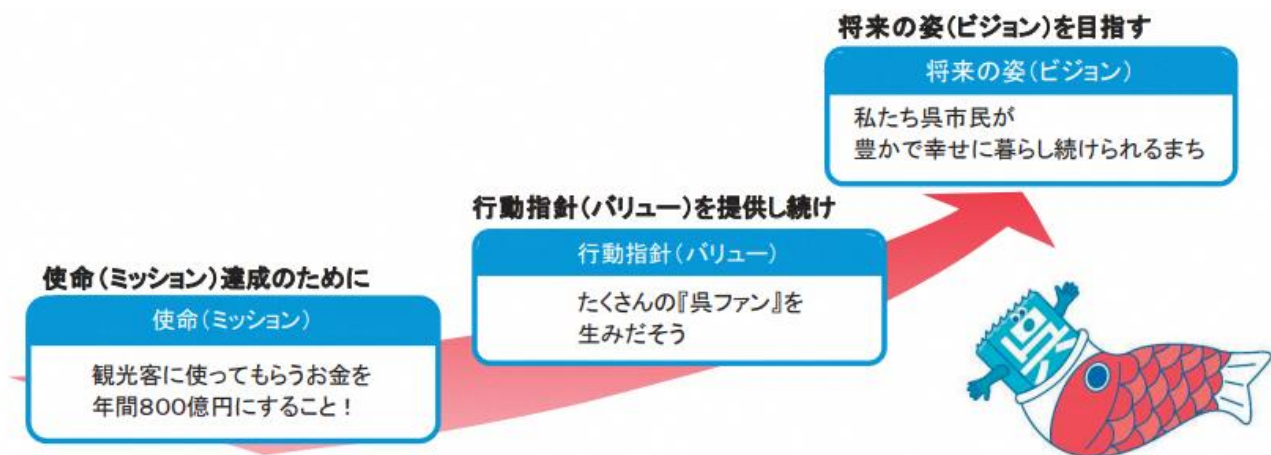 将来の姿(ビジョン)を目指す
将来の姿(ビジョン)
私たち呉市民が
豊かで幸せに暮らし続けられるまち
行動指針(バリュー)を提供し続け
行動指針(バリュー)
たくさんの『呉ファン』を
生みだそう
使命(ミッション)達成のために
使命(ミッション)
観光客に使ってもらうお金を
年間800億円にすること!
呉